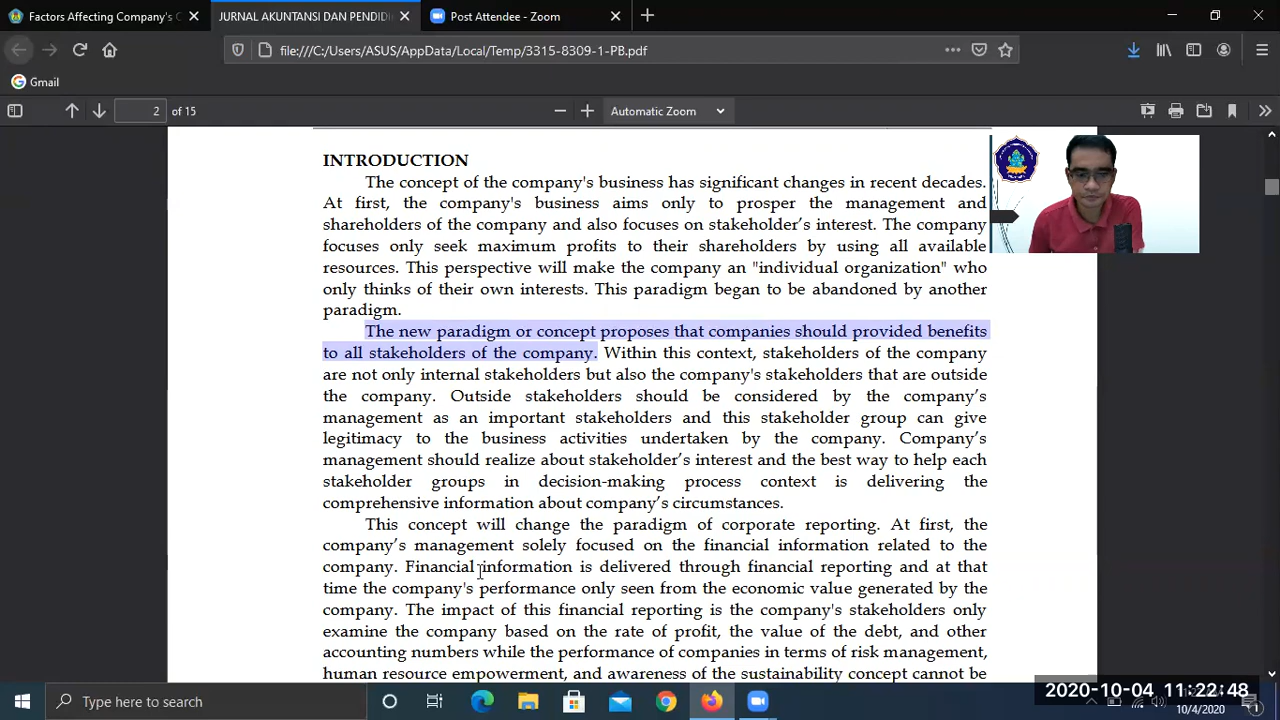 Factors Affecting Company's C
JURNAL AKUNTANSI DAN PENDIDI
Post Attendee - Zoom
file:///C:/Users/ASUS/AppData/Local/Temp/3315-8309-1-PB.pdf
Gmail
2 of 15
Automatic Zoom
INTRODUCTION
The concept of the company's business has significant changes in recent decades.
At first, the company's business aims only to prosper the management and
shareholders of the company and also focuses on stakeholder's interest. The company
focuses only seek maximum profits to their shareholders by using all available
resources. This perspective will make the company an "individual organization" who
only thinks of their own interests. This paradigm began to be abandoned by another
paradigm.
The new paradigm or concept proposes that companies should provided benefits
to all stakeholders of the company. Within this context, stakeholders of the company
are not only internal stakeholders but also the company's stakeholders that are outside
the company. Outside stakeholders should be considered by the company's
management as an important stakeholders and this stakeholder group can give
legitimacy to the business activities undertaken by the company. Company's
management should realize about stakeholder's interest and the best way to help each
stakeholder groups in decision-making process context is delivering the
comprehensive information about company's circumstances.
This concept will change the paradigm of corporate reporting. At first, the
company's management solely focused on the financial information related to the
company. Financial information is delivered through financial reporting and at that
time the company's performance only seen from the economic value generated by the
company. The impact of this financial reporting is the company's stakeholders only
examine the company based on the rate of profit, the value of the debt, and other
accounting numbers while the performance of companies in terms of risk management,
human resource empowerment, and awareness of the sustainability concept cannot be
Type here to search
2020-10-04 11:22:48
10/4/2020